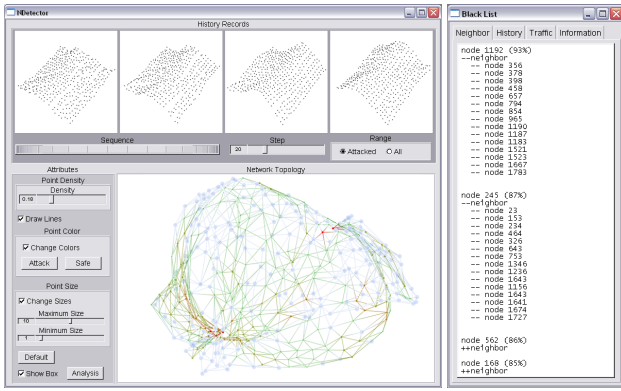 NDetector
History Records
Sequence
Step
20
Range
Attacked
All
Attributes
Network Topology
Point Density
Density
0.18
Draw Lines
Point Color
Change Colors
Attack
Safe
Point Size
Change Sizes
Maximum Size
10
Minimum Size
1
Default
Show Box
Analysis
Black List
Neighbor
History
Traffic
Information
node 1192 (93%)
--neighbor
-- node 356
-- node 378
-- node 398
-- node 458
-- node 657
-- node 794
-- node 854
-- node 965
-- node 1190
-- node 1187
-- node 1183
-- node 1521
-- node 1523
-- node 1667
-- node 1783
node 245 (87%)
--neighbor
-- node 23
-- node 153
-- node 234
-- node 464
-- node 326
-- node 643
-- node 753
-- node 1346
-- node 1236
-- node 1643
-- node 1156
-- node 1643
-- node 1641
-- node 1674
-- node 1727
node 562 (86%)
++neighbor
node 168 (85%)
++neighbor